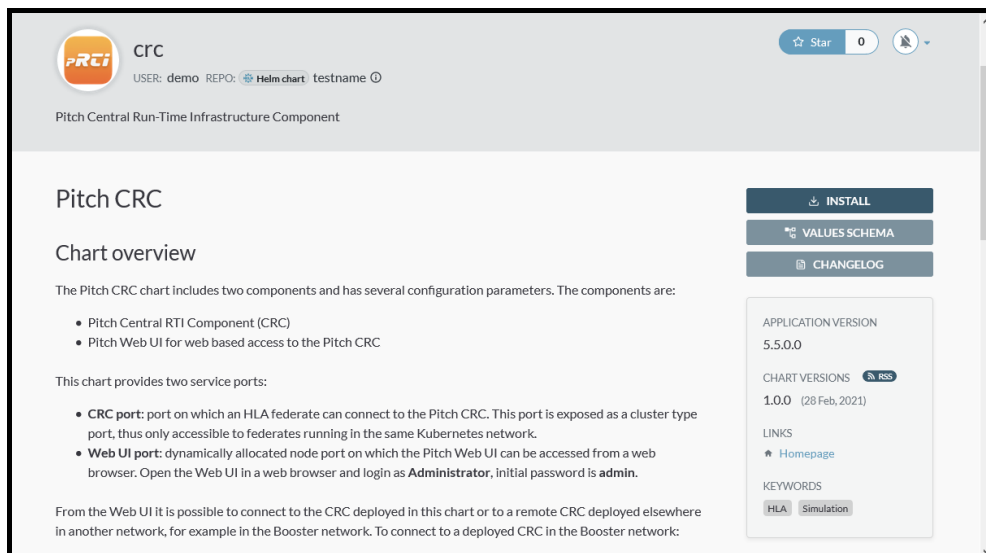 pRTi
crc
Star 0
USER: demo REPO: Helm chart testname
Pitch Central Run-Time Infrastructure Component
Pitch CRC
INSTALL
VALUES SCHEMA
CHANGELOG
Chart overview
The Pitch CRC chart includes two components and has several configuration parameters. The components are:
• Pitch Central RTI Component (CRC)
• Pitch Web UI for web based access to the Pitch CRC
This chart provides two service ports:
• CRC port: port on which an HLA federate can connect to the Pitch CRC. This port is exposed as a cluster type
port, thus only accessible to federates running in the same Kubernetes network.
• Web UI port: dynamically allocated node port on which the Pitch Web UI can be accessed from a web
browser. Open the Web UI in a web browser and login as Administrator, initial password is admin.
From the Web UI it is possible to connect to the CRC deployed in this chart or to a remote CRC deployed elsewhere
in another network, for example in the Booster network. To connect to a deployed CRC in the Booster network:
APPLICATION VERSION
5.5.0.0
CHART VERSIONS RSS
1.0.0 (28 Feb, 2021)
LINKS
Homepage
KEYWORDS
HLA Simulation